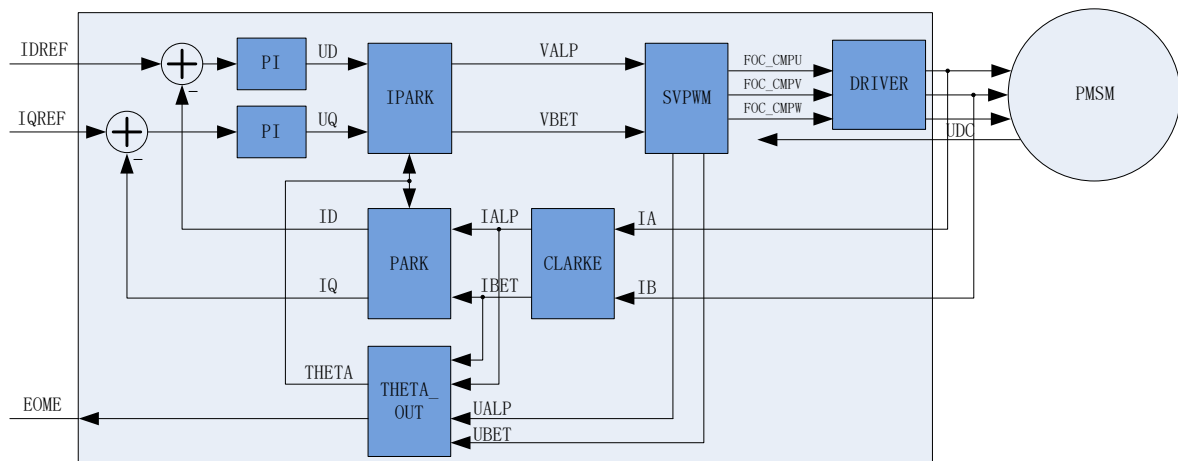 IDREF
PI
UD
IPARK
VALP
SVPWM
FOC_CMPU
FOC_CMPV
FOC_CMPW
DRIVER
PMSM
IQREF
PI
UQ
VBET
UDC
ID
IQ
PARK
IALP
IBET
CLARKE
IA
IB
THETA
THETA_
OUT
UALP
UBET
EOME